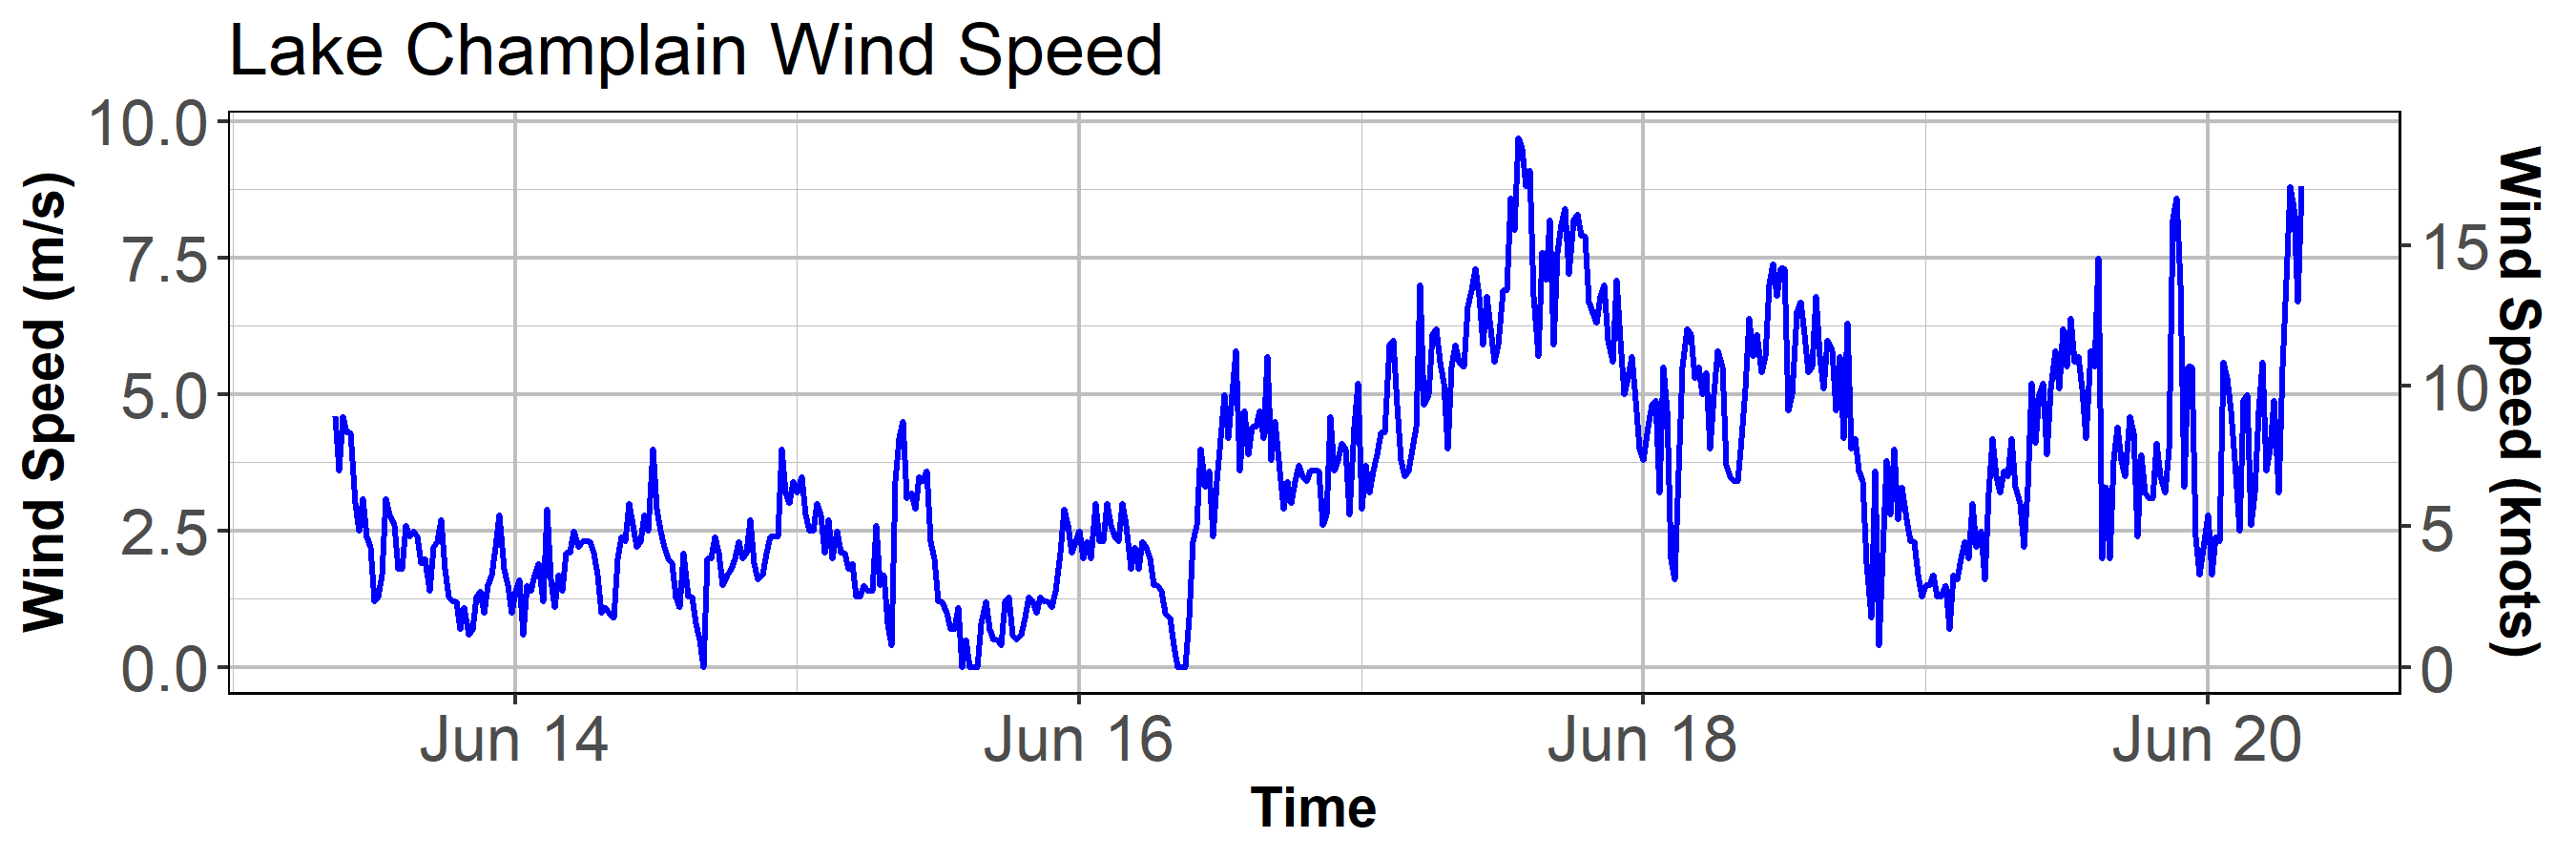 Lake Champlain Wind Speed
Wind Speed (m/s)
10.0
7.5
5.0
2.5
0.0
Wind Speed (knots)
15
10
5
0
Jun 14
Jun 16
Jun 18
Jun 20
Time